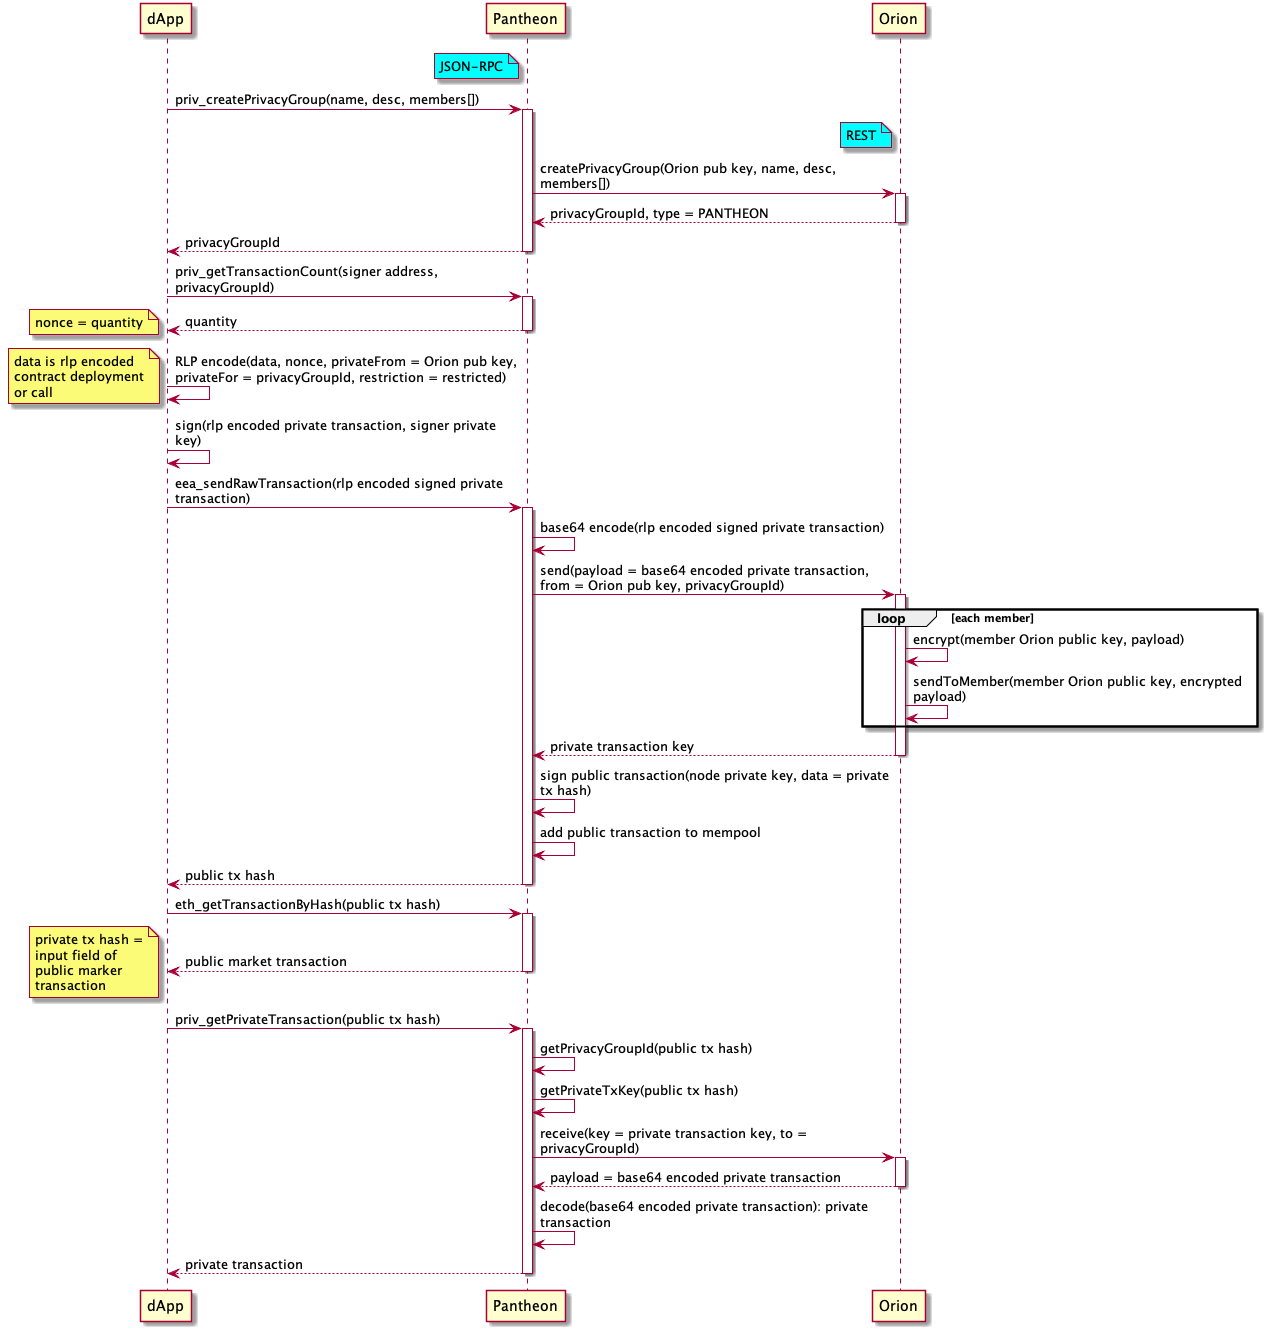 dApp
Pantheon
Orion
JSON-RPC
priv_createPrivacyGroup(name, desc, members[])
REST
createPrivacyGroup(Orion pub key, name, desc,
members[])
privacyGroupId, type = PANTHEON
privacyGroupId
priv_getTransactionCount(signer address,
privacyGroupId)
nonce = quantity
quantity
data is rlp encoded
contract deployment
or call
RLP encode(data, nonce, privateFrom = Orion pub key,
privateFor = privacyGroupId, restriction = restricted)
sign(rlp encoded private transaction, signer private
key)
eea_sendRawTransaction(rlp encoded signed private
transaction)
base64 encode(rlp encoded signed private transaction)
send(payload = base64 encoded private transaction,
from = Orion pub key, privacyGroupId)
loop
[each member]
encrypt(member Orion public key, payload)
sendToMember(member Orion public key, encrypted
payload)
private transaction key
sign public transaction(node private key, data = private
tx hash)
add public transaction to mempool
public tx hash
eth_getTransactionByHash(public tx hash)
private tx hash =
input field of
public marker
transaction
public market transaction
priv_getPrivateTransaction(public tx hash)
getPrivacyGroupId(public tx hash)
getPrivateTxKey(public tx hash)
receive(key = private transaction key, to =
privacyGroupId)
payload = base64 encoded private transaction
decode(base64 encoded private transaction): private
transaction
private transaction
dApp
Pantheon
Orion